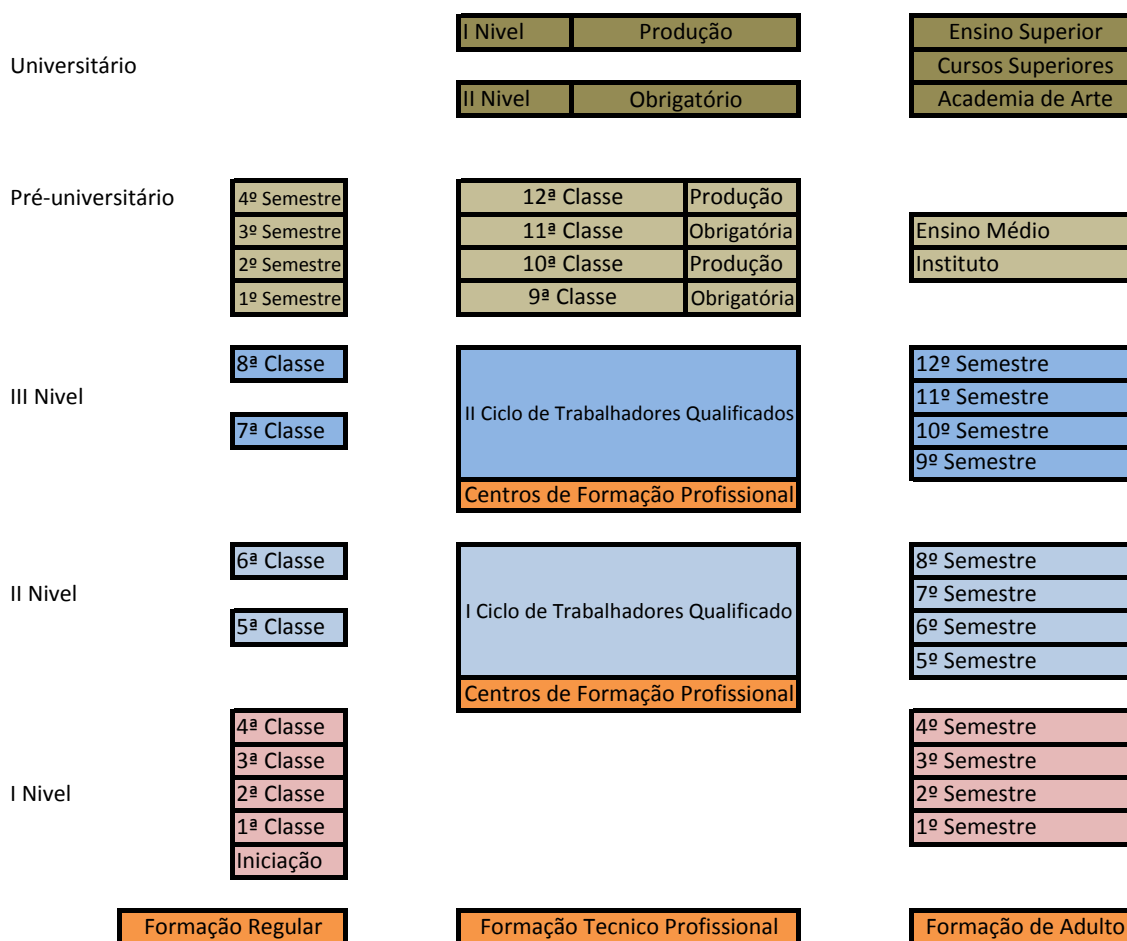 I Nivel Produção Ensino Superior
Universitário Cursos Superiores
II Nivel Obrigatório Academia de Arte
Pré-universitário 4º Semestre 12ª Classe Produção
3º Semestre 11ª Classe Obrigatória Ensino Médio
2º Semestre 10ª Classe Produção Instituto
1º Semestre 9ª Classe Obrigatória
8ª Classe 12º Semestre
III Nivel 11º Semestre
II Ciclo de Trabalhadores Qualificados
7ª Classe 10º Semestre
9º Semestre
Centros de Formação Profissional
6ª Classe 8º Semestre
II Nivel 7º Semestre
I Ciclo de Trabalhadores Qualificado
5ª Classe 6º Semestre
5º Semestre
Centros de Formação Profissional
4ª Classe 4º Semestre
3ª Classe 3º Semestre
I Nivel 2ª Classe 2º Semestre
1ª Classe 1º Semestre
Iniciação
Formação Regular Formação Tecnico Profissional Formação de Adulto